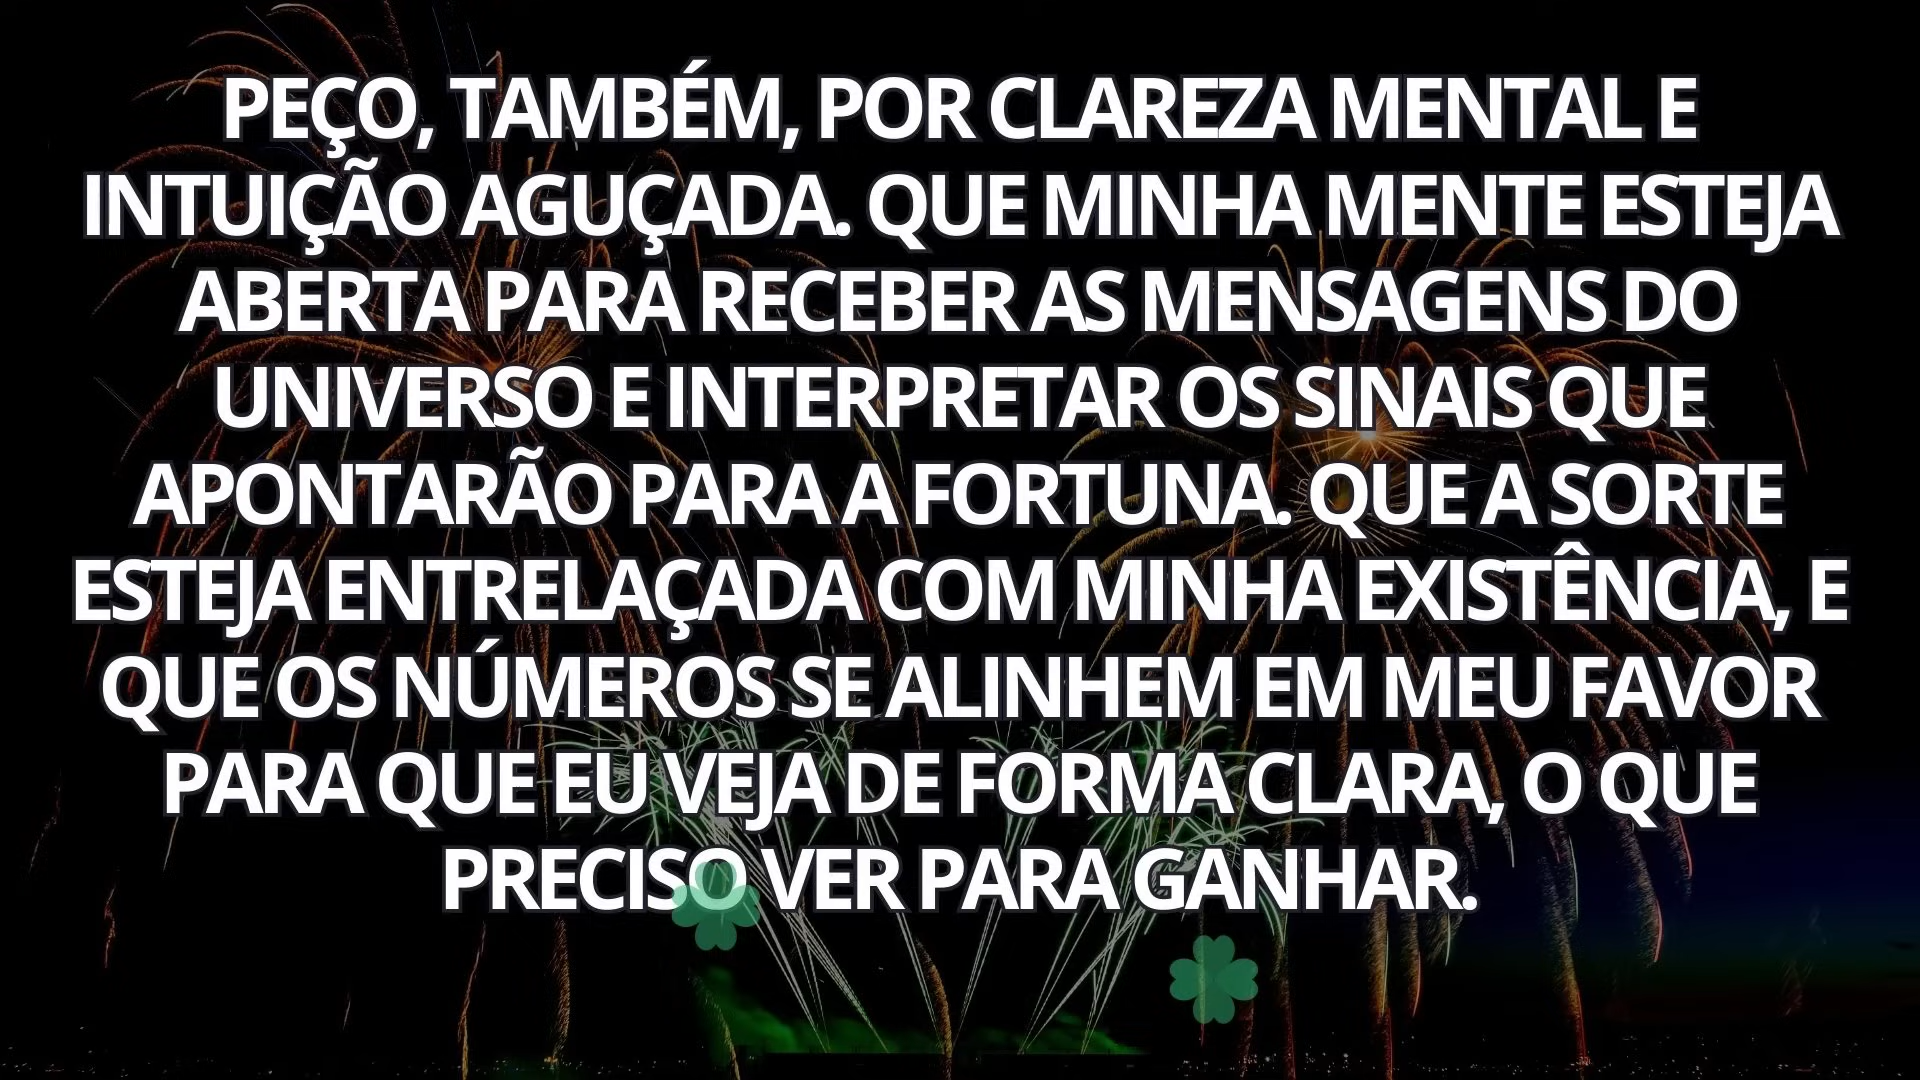 PEÇO, TAMBÉM, POR CLAREZA MENTAL E
INTUIÇÃO AGUÇADA. QUE MINHA MENTE ESTEJA
ABERTA PARA RECEBER AS MENSAGENS DO
UNIVERSO E INTERPRETAR OS SINAIS QUE
APONTARÃO PARA A FORTUNA. QUE A SORTE
ESTEJA ENTRELAÇADA COM MINHA EXISTÊNCIA, E
QUE OS NÚMEROS SE ALINHEM EM MEU FAVOR
PARA QUE EU VEJA DE FORMA CLARA, O QUE
PRECISO VER PARA GANHAR.